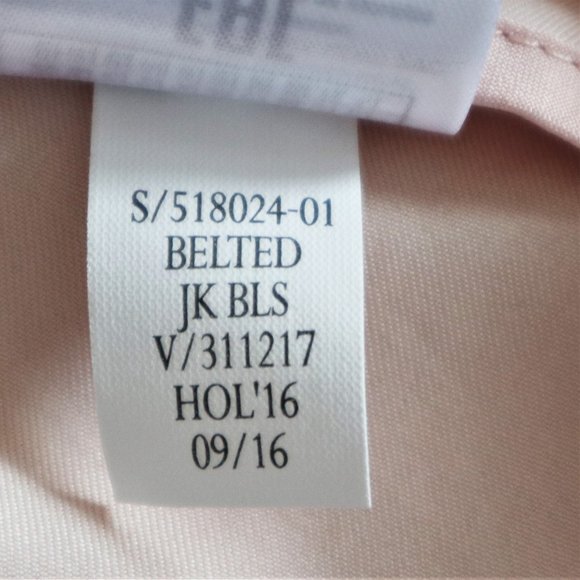 S/518024-01
BELTED
JK BLS
V/311217
HOL'16
09/16